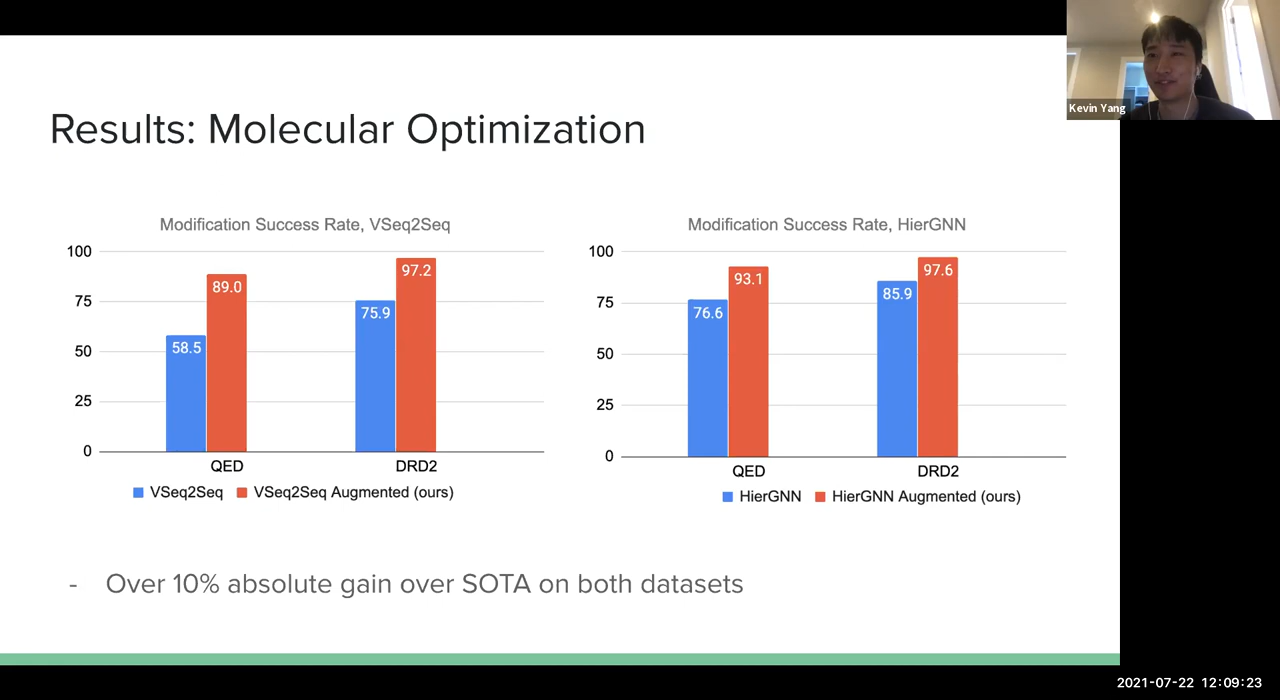 Kevin Yang
Results: Molecular Optimization
Modification Success Rate, VSeq2Seq
100
75
50
25
0
58.5
89.0
75.9
97.2
QED
DRD2
VSeq2Seq
VSeq2Seq Augmented (ours)
Modification Success Rate, HierGNN
100
75
50
25
0
76.6
93.1
85.9
97.6
QED
DRD2
HierGNN
HierGNN Augmented (ours)
- Over 10% absolute gain over SOTA on both datasets
2021-07-22 12:09:23